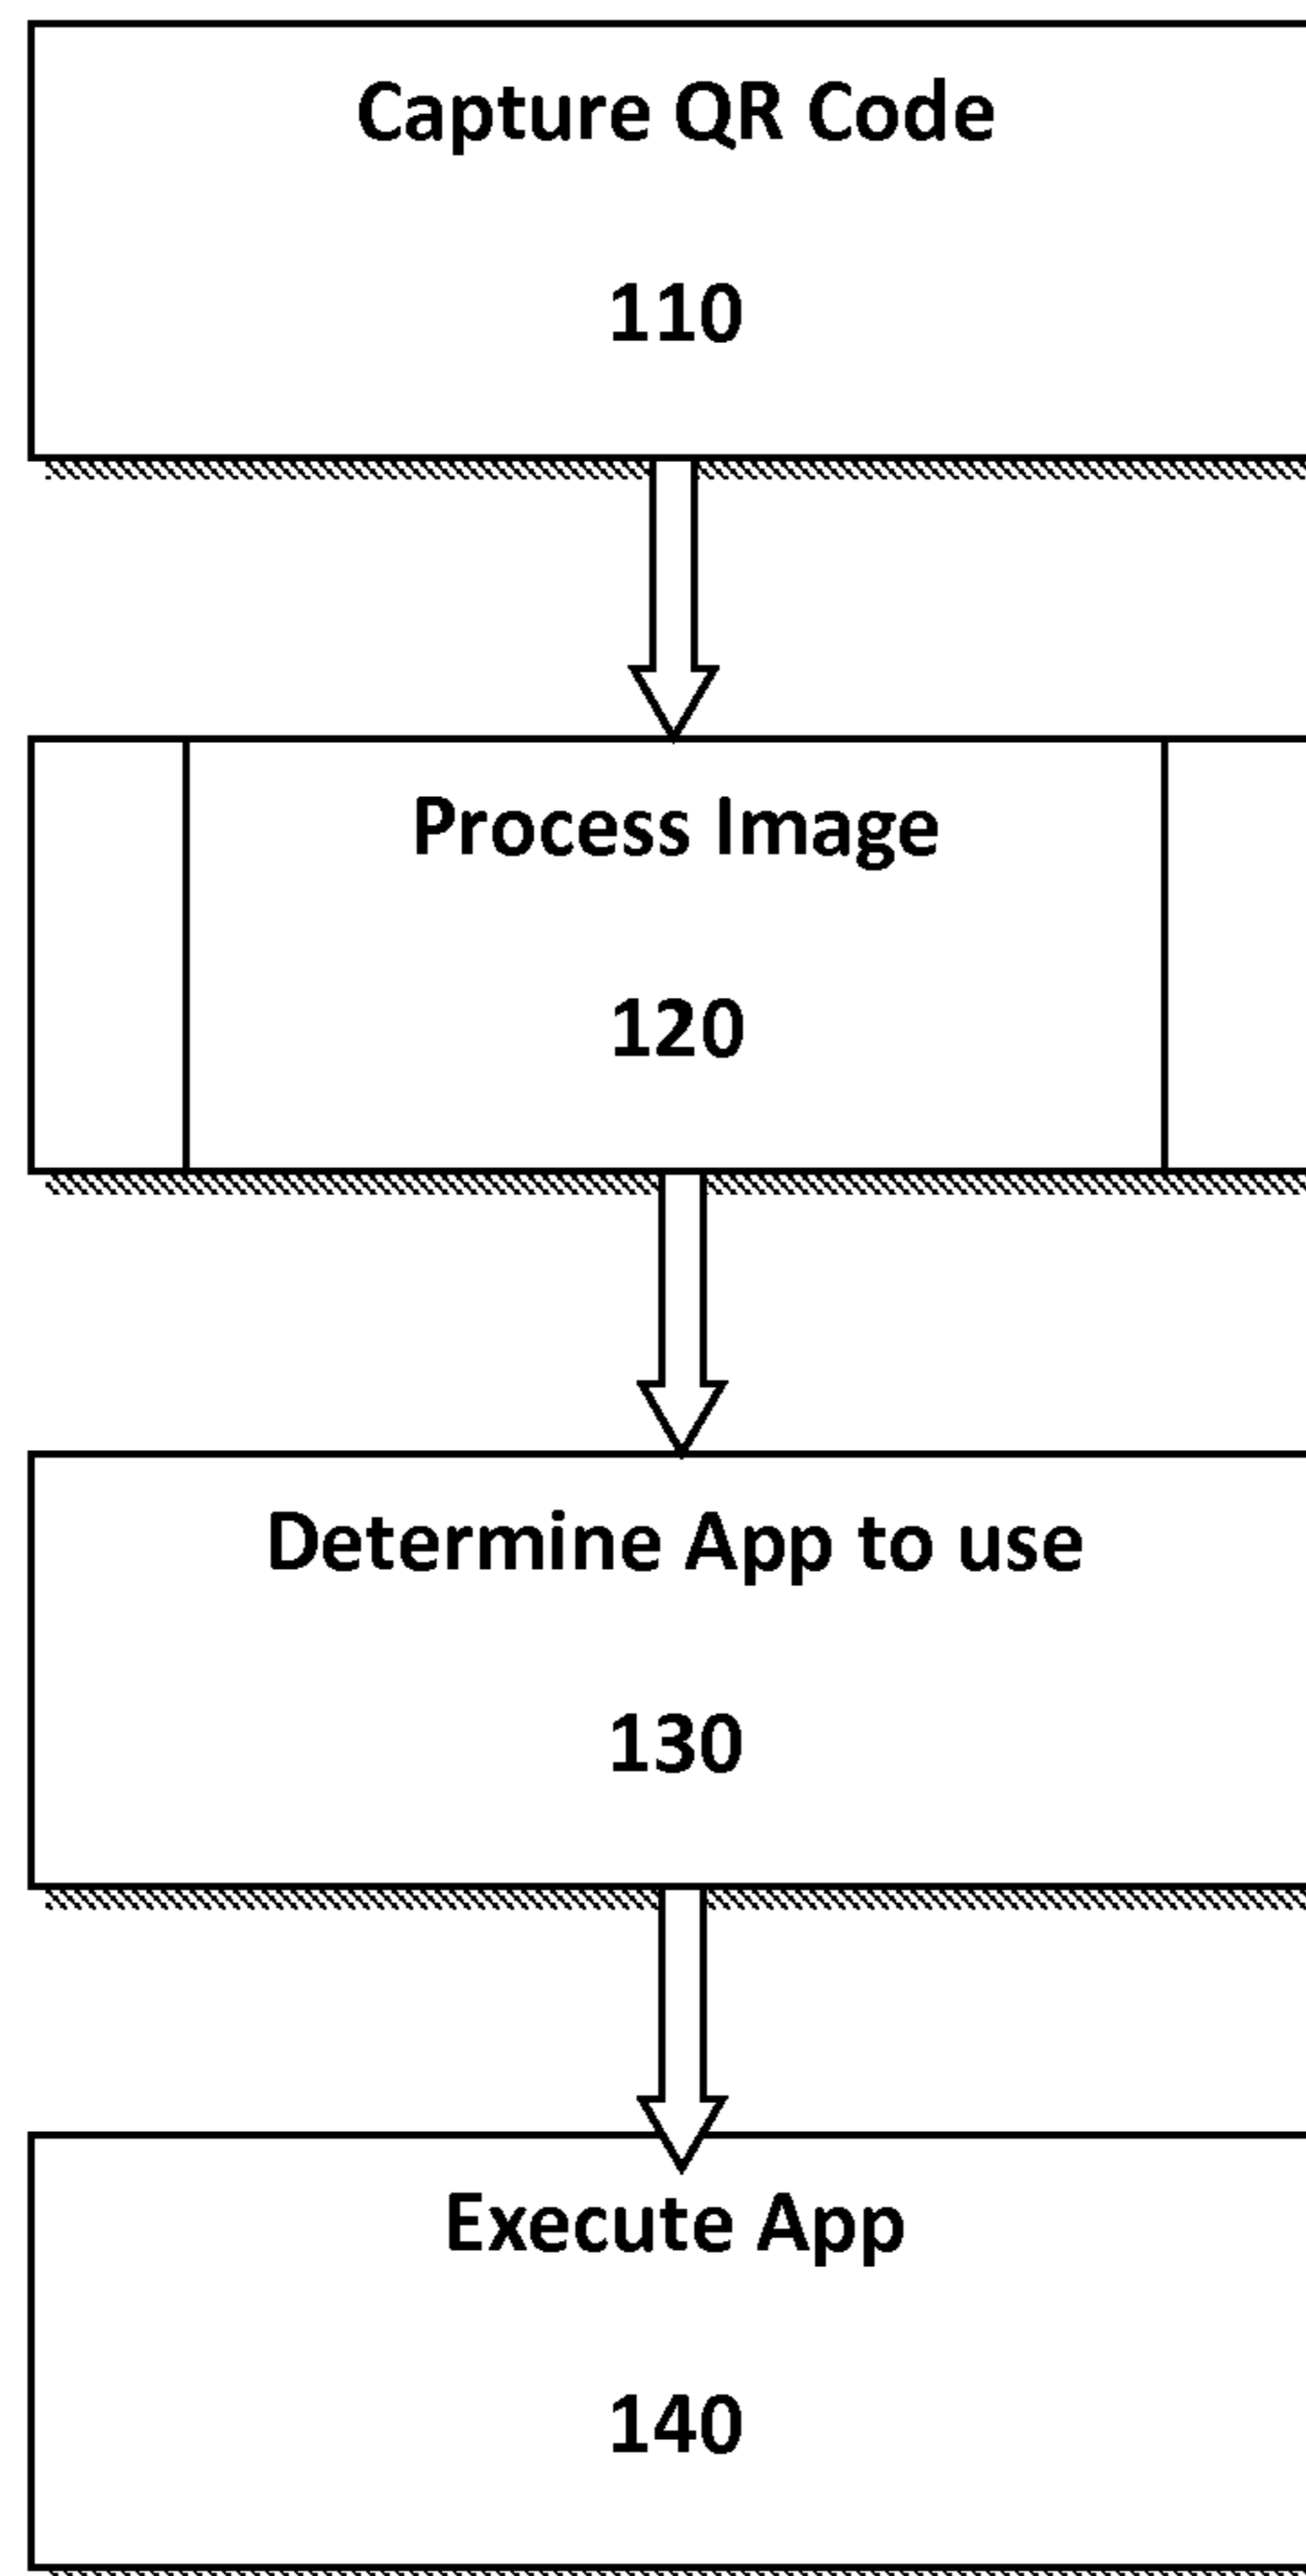 Capture QR Code
110
Process Image
120
Determine App to use
130
Execute App
140